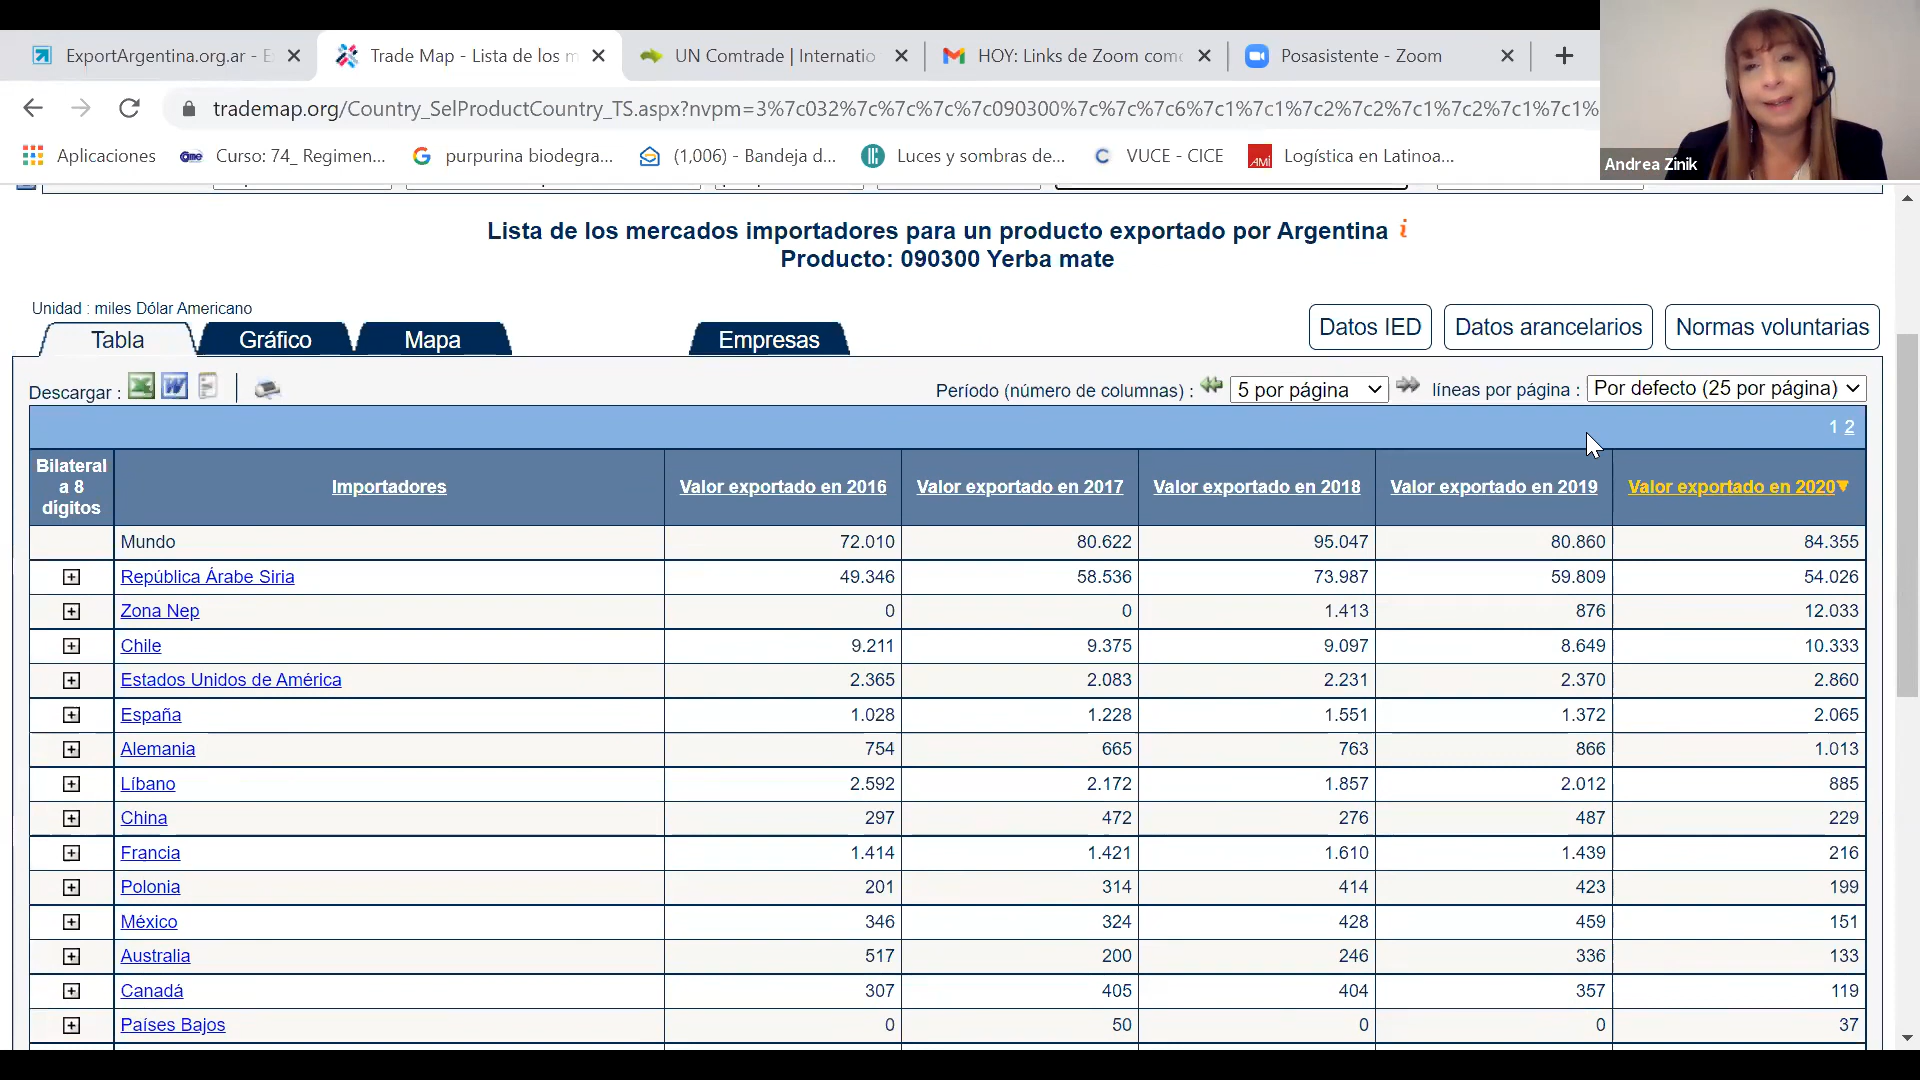 ExportArgentina.org.ar - E
Trade Map - Lista de los m
UN Comtrade | Internatio
HOY: Links de Zoom como
Posasistente - Zoom
trademap.org/Country_SelProductCountry_TS.aspx?nvpm=3%7c032%7c%7c%7c%7c090300%7c%7c%7c6%7c1%7c1%7c2%7c2%7c1%7c2%7c1%7c1%
Aplicaciones
Curso: 74_ Regimen...
purpurina biodegra...
(1,006) - Bandeja d...
Luces y sombras de...
VUCE - CICE
Logística en Latinoa...
Andrea Zinik
Lista de los mercados importadores para un producto exportado por Argentina
Producto: 090300 Yerba mate
Unidad : miles Dólar Americano
Tabla
Gráfico
Mapa
Empresas
Datos IED
Datos arancelarios
Normas voluntarias
Descargar :
Período (número de columnas) :
5 por página
líneas por página :
Por defecto (25 por página)
1 2
Bilateral a 8 dígitos Importadores Valor exportado en 2016 Valor exportado en 2017 Valor exportado en 2018 Valor exportado en 2019 Valor exportado en 2020
Mundo 72.010 80.622 95.047 80.860 84.355
República Árabe Siria 49.346 58.536 73.987 59.809 54.026
Zona Nep 0 0 1.413 876 12.033
Chile 9.211 9.375 9.097 8.649 10.333
Estados Unidos de América 2.365 2.083 2.231 2.370 2.860
España 1.028 1.228 1.551 1.372 2.065
Alemania 754 665 763 866 1.013
Líbano 2.592 2.172 1.857 2.012 885
China 297 472 276 487 229
Francia 1.414 1.421 1.610 1.439 216
Polonia 201 314 414 423 199
México 346 324 428 459 151
Australia 517 200 246 336 133
Canadá 307 405 404 357 119
Países Bajos 0 50 0 0 37